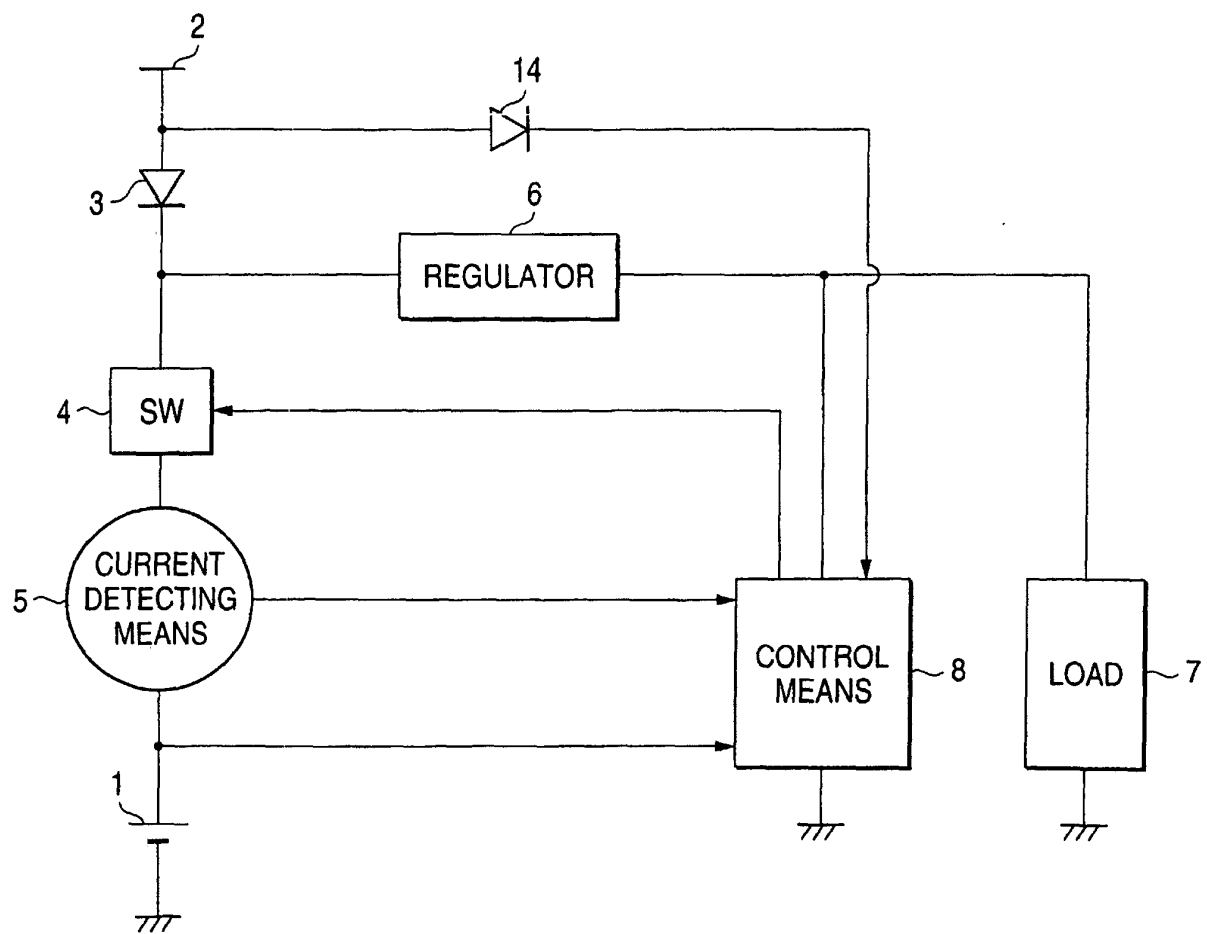 2
14
3
6
REGULATOR
4
SW
5
CURRENT
DETECTING
MEANS
CONTROL
MEANS
8
LOAD
7
1